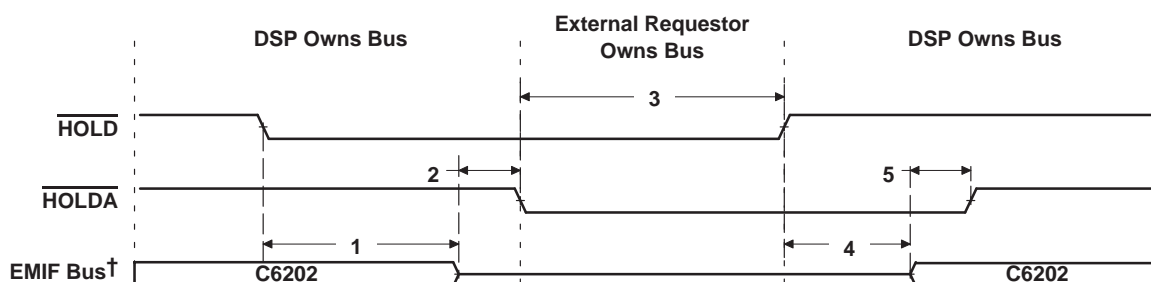 DSP Owns Bus
External Requestor
Owns Bus
DSP Owns Bus
3
HOLD
2
5
HOLDA
1
4
EMIF Bus†
C6202
C6202